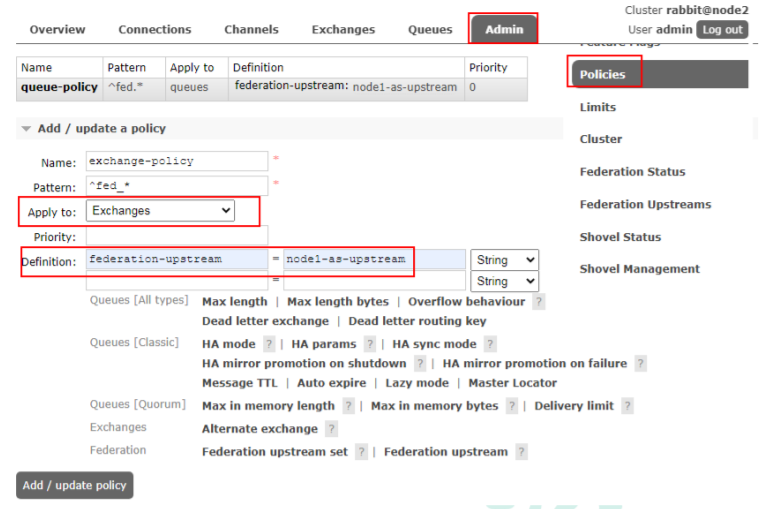 Cluster rabbit@node2
Overview Connections Channels Exchanges Queues Admin User admin Log out
Name Pattern Apply to Definition Priority
queue-policy ^fed.* queues federation-upstream: node1-as-upstream 0
Policies
Limits
Cluster
Federation Status
Federation Upstreams
Shovel Status
Shovel Management
Add / update a policy
Name: exchange-policy *
Pattern: ^fed_* *
Apply to: Exchanges
Priority:
Definition: federation-upstream = node1-as-upstream String
= String
Queues [All types] Max length | Max length bytes | Overflow behaviour ?
Dead letter exchange | Dead letter routing key
Queues [Classic] HA mode ? | HA params ? | HA sync mode ?
HA mirror promotion on shutdown ? | HA mirror promotion on failure ?
Message TTL | Auto expire | Lazy mode | Master Locator
Queues [Quorum] Max in memory length ? | Max in memory bytes ? | Delivery limit ?
Exchanges Alternate exchange ?
Federation Federation upstream set ? | Federation upstream ?
Add / update policy